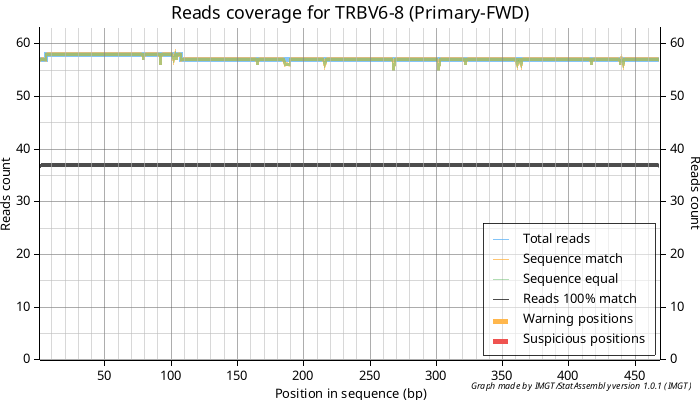 Reads coverage for TRBV6-8 (Primary-FWD)
60 60
50 50
40 40
30 30
20 20
10 10
0 0
Reads count
Reads count
Total reads
Sequence match
Sequence equal
Reads 100% match
Warning positions
Suspicious positions
50 100 150 200 250 300 350 400 450
Position in sequence (bp)
Graph made by IMGT/StatAssembly version 1.0.1 (IMGT)